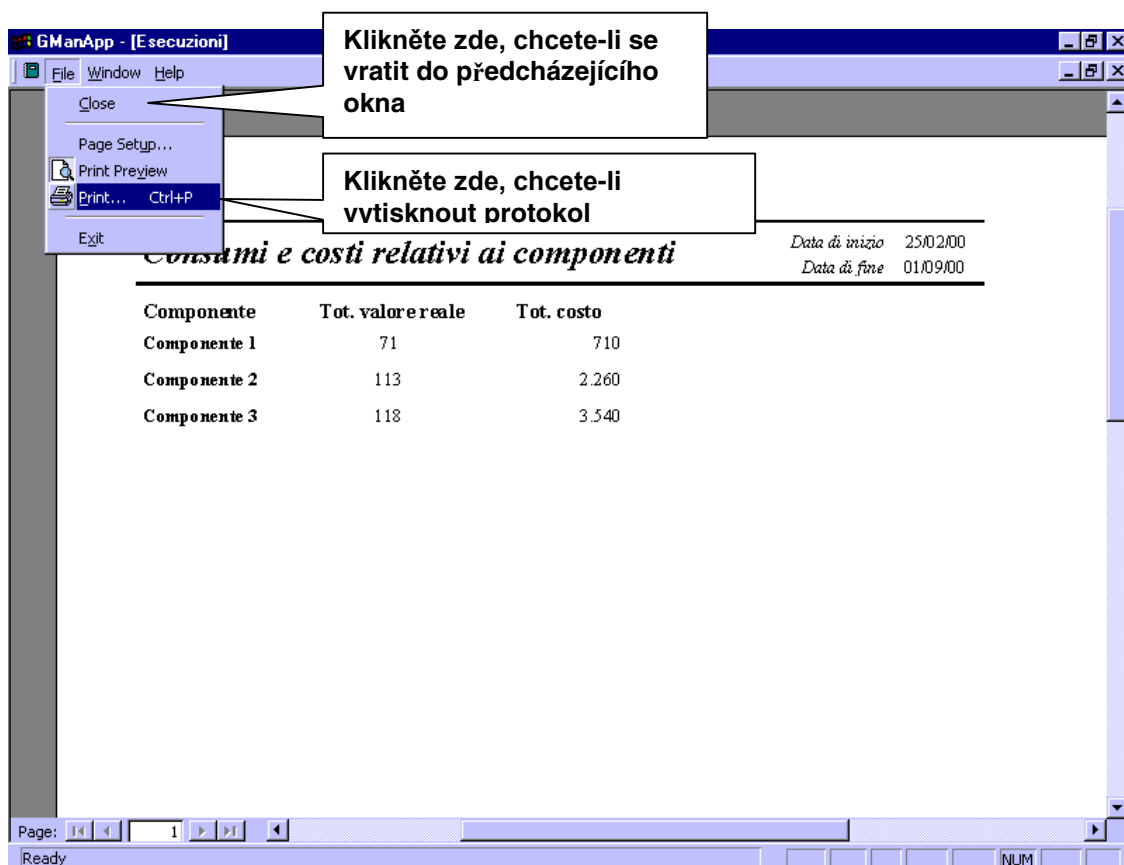 GManApp - [Esecuzioni]
File Window Help
Klikněte zde, chcete-li se
vratit do předcházejícího
okna
Close
Page Setup...
Print Preview
Print... Ctrl+P
Exit
Klikněte zde, chcete-li
vytisknout protokol
Consumi e costi relativi ai componenti
Data di inizio 25/02/00
Data di fine 01/09/00
Componente Tot. valore reale Tot. costo
Componente 1 71 710
Componente 2 113 2.260
Componente 3 118 3.540
Page: 1
Ready NUM